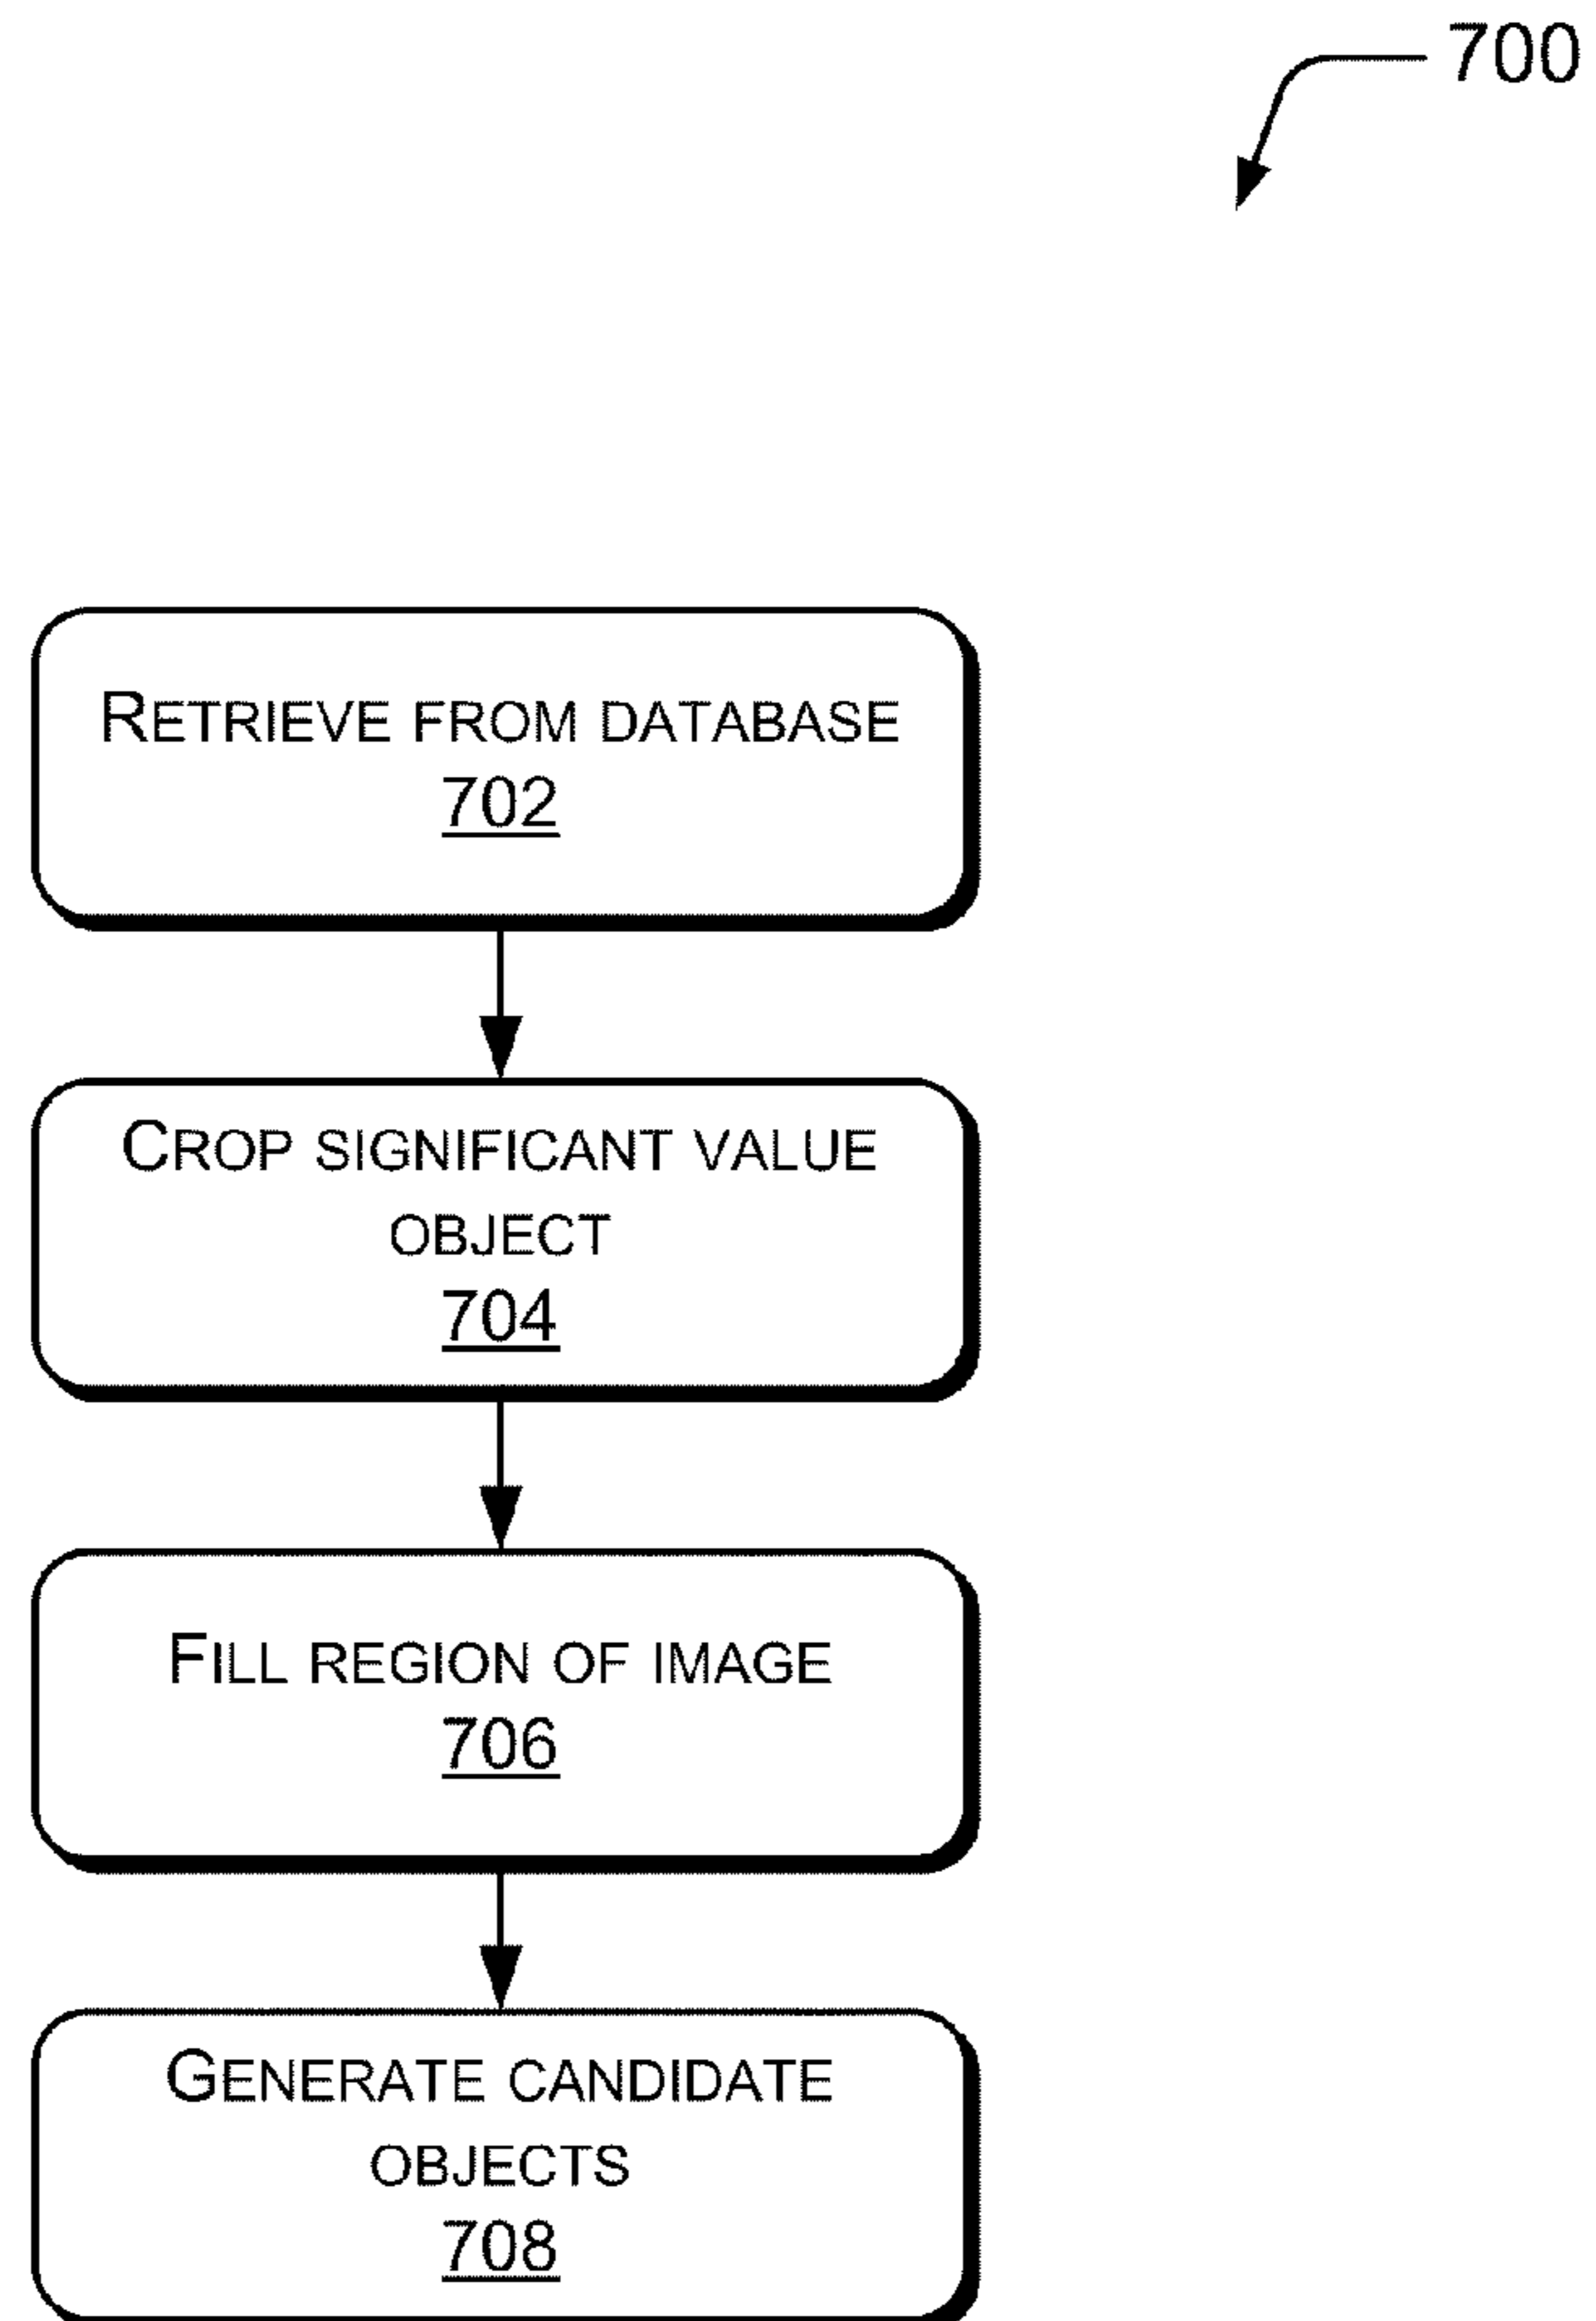 700
RETRIEVE FROM DATABASE
702
CROP SIGNIFICANT VALUE
OBJECT
704
FILL REGION OF IMAGE
706
GENERATE CANDIDATE
OBJECTS
708